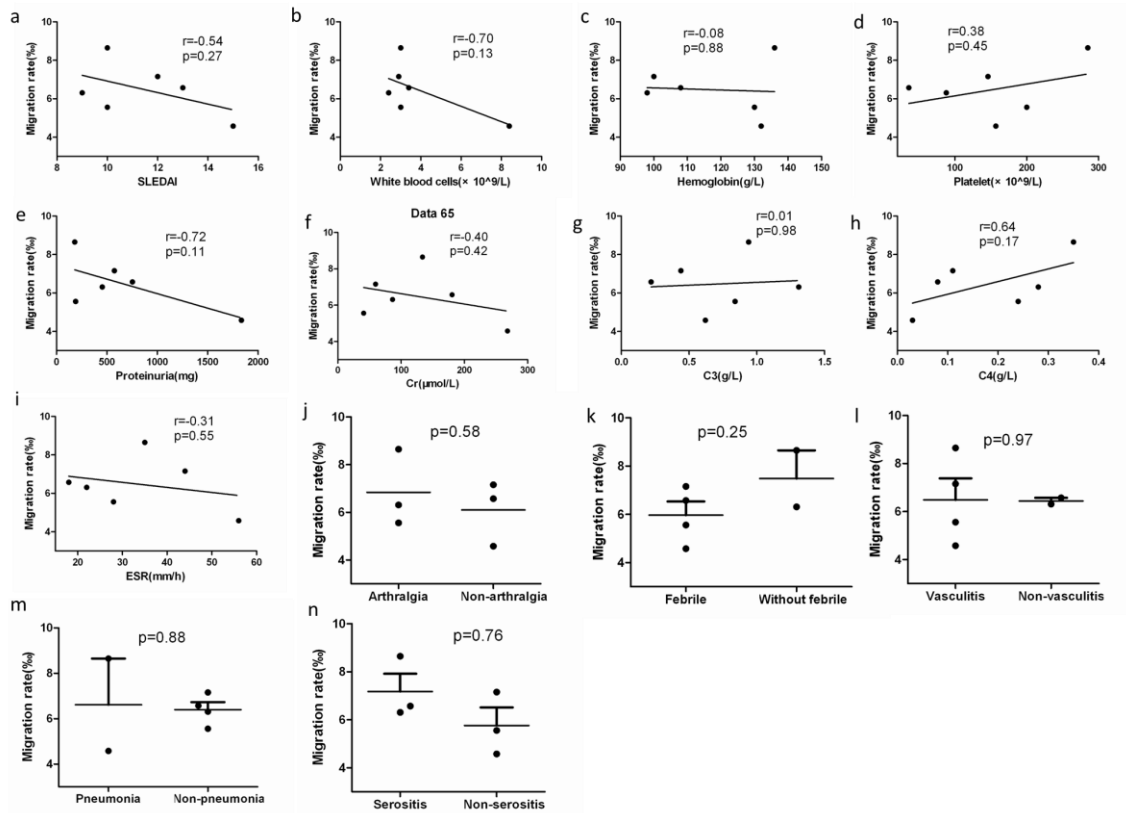 a
r=-0.54
p=0.27
Migration rate(‰)
10
8
6
4
8
10
12
14
16
SLEDAI
b
r=-0.70
p=0.13
Migration rate(‰)
10
8
6
4
0
2
4
6
8
10
White blood cells(× 10^9/L)
c
r=-0.08
p=0.88
Migration rate(‰)
10
8
6
4
90
100
110
120
130
140
150
Hemoglobin(g/L)
d
r=0.38
p=0.45
Migration rate(‰)
10
8
6
4
0
100
200
300
Platelet(× 10^9/L)
e
r=-0.72
p=0.11
Migration rate(‰)
10
8
6
4
0
500
1000
1500
2000
Proteinuria(mg)
f
Data 65
r=-0.40
p=0.42
Migration rate(‰)
10
8
6
4
0
100
200
300
Cr(μmol/L)
g
r=0.01
p=0.98
Migration rate(‰)
10
8
6
4
0.0
0.5
1.0
1.5
C3(g/L)
h
r=0.64
p=0.17
Migration rate(‰)
10
8
6
4
0.0
0.1
0.2
0.3
0.4
C4(g/L)
i
r=-0.31
p=0.55
Migration rate(‰)
10
8
6
4
20
30
40
50
60
ESR(mm/h)
j
p=0.58
Migration rate(‰)
10
8
6
4
Arthralgia
Non-arthralgia
k
p=0.25
Migration rate(‰)
10
8
6
4
Febrile
Without febrile
l
p=0.97
Migration rate(‰)
10
8
6
4
Vasculitis
Non-vasculitis
m
p=0.88
Migration rate(‰)
10
8
6
4
Pneumonia
Non-pneumonia
n
p=0.76
Migration rate(‰)
10
8
6
4
Serositis
Non-serositis